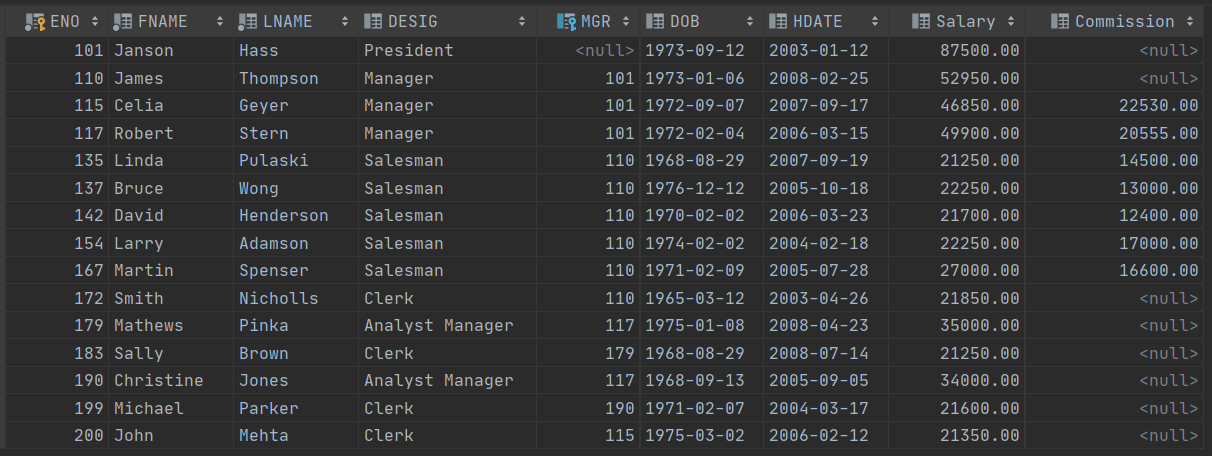 ENO FNAME LNAME DESIG MGR DOB HDATE Salary Commission
101 Janson Hass President <null> 1973-09-12 2003-01-12 87500.00 <null>
110 James Thompson Manager 101 1973-01-06 2008-02-25 52950.00 <null>
115 Celia Geyer Manager 101 1972-09-07 2007-09-17 46850.00 22530.00
117 Robert Stern Manager 101 1972-02-04 2006-03-15 49900.00 20555.00
135 Linda Pulaski Salesman 110 1968-08-29 2007-09-19 21250.00 14500.00
137 Bruce Wong Salesman 110 1976-12-12 2005-10-18 22250.00 13000.00
142 David Henderson Salesman 110 1970-02-02 2006-03-23 21700.00 12400.00
154 Larry Adamson Salesman 110 1974-02-02 2004-02-18 22250.00 17000.00
167 Martin Spenser Salesman 110 1971-02-09 2005-07-28 27000.00 16600.00
172 Smith Nicholls Clerk 110 1965-03-12 2003-04-26 21850.00 <null>
179 Mathews Pinka Analyst Manager 117 1975-01-08 2008-04-23 35000.00 <null>
183 Sally Brown Clerk 179 1968-08-29 2008-07-14 21250.00 <null>
190 Christine Jones Analyst Manager 117 1968-09-13 2005-09-05 34000.00 <null>
199 Michael Parker Clerk 190 1971-02-07 2004-03-17 21600.00 <null>
200 John Mehta Clerk 115 1975-03-02 2006-02-12 21350.00 <null>